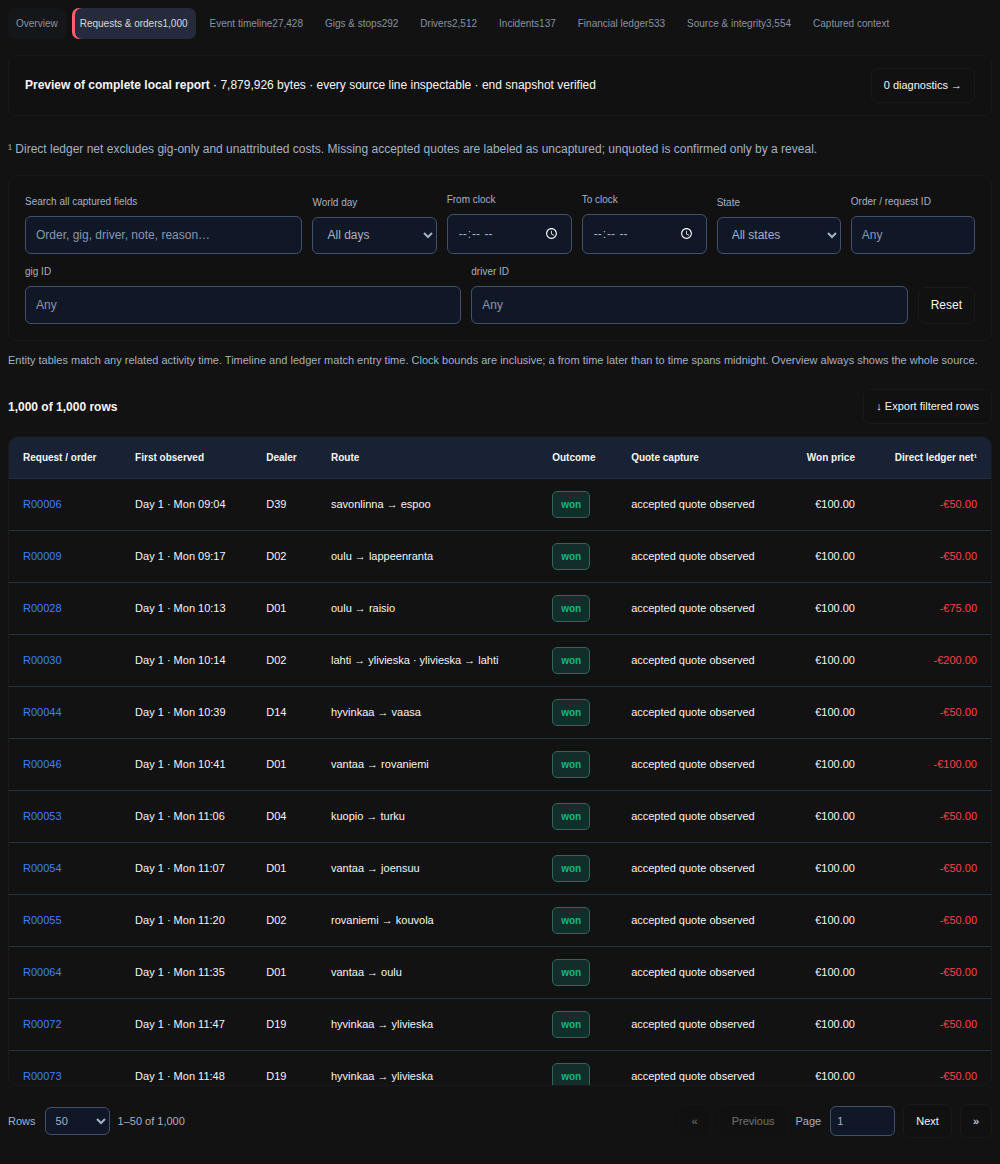 Overview Requests & orders1,000 Event timeline27,428 Gigs & stops292 Drivers2,512 Incidents137 Financial ledger533 Source & integrity3,554 Captured context
Preview of complete local report · 7,879,926 bytes · every source line inspectable · end snapshot verified 0 diagnostics →
¹ Direct ledger net excludes gig-only and unattributed costs. Missing accepted quotes are labeled as uncaptured; unquoted is confirmed only by a reveal.
Search all captured fields World day From clock To clock State Order / request ID
Order, gig, driver, note, reason… All days --:-- -- --:-- -- All states Any
gig ID driver ID
Any Any Reset
Entity tables match any related activity time. Timeline and ledger match entry time. Clock bounds are inclusive; a from time later than to time spans midnight. Overview always shows the whole source.
1,000 of 1,000 rows ↓ Export filtered rows
Request / order First observed Dealer Route Outcome Quote capture Won price Direct ledger net¹
R00006 Day 1 · Mon 09:04 D39 savonlinna → espoo won accepted quote observed €100.00 -€50.00
R00009 Day 1 · Mon 09:17 D02 oulu → lappeenranta won accepted quote observed €100.00 -€50.00
R00028 Day 1 · Mon 10:13 D01 oulu → raisio won accepted quote observed €100.00 -€75.00
R00030 Day 1 · Mon 10:14 D02 lahti → ylivieska · ylivieska → lahti won accepted quote observed €100.00 -€200.00
R00044 Day 1 · Mon 10:39 D14 hyvinkaa → vaasa won accepted quote observed €100.00 -€50.00
R00046 Day 1 · Mon 10:41 D01 vantaa → rovaniemi won accepted quote observed €100.00 -€100.00
R00053 Day 1 · Mon 11:06 D04 kuopio → turku won accepted quote observed €100.00 -€50.00
R00054 Day 1 · Mon 11:07 D01 vantaa → joensuu won accepted quote observed €100.00 -€50.00
R00055 Day 1 · Mon 11:20 D02 rovaniemi → kouvola won accepted quote observed €100.00 -€50.00
R00064 Day 1 · Mon 11:35 D01 vantaa → oulu won accepted quote observed €100.00 -€50.00
R00072 Day 1 · Mon 11:47 D19 hyvinkaa → ylivieska won accepted quote observed €100.00 -€50.00
R00073 Day 1 · Mon 11:48 D19 hyvinkaa → ylivieska won accepted quote observed €100.00 -€50.00
Rows 50 1–50 of 1,000 « Previous Page 1 Next »